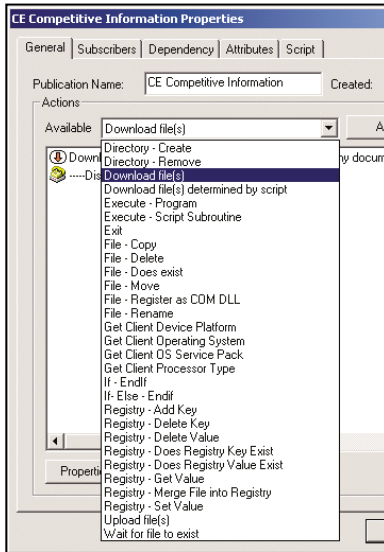 CE Competitive Information Properties
General Subscribers Dependency Attributes Script
Publication Name: CE Competitive Information Created:
Actions
Available Download file(s) A
Directory - Create
Directory - Remove
Download file(s)
Download file(s) determined by script
Execute - Program
Execute - Script Subroutine
Exit
File - Copy
File - Delete
File - Does exist
File - Move
File - Register as COM DLL
File - Rename
Get Client Device Platform
Get Client Operating System
Get Client OS Service Pack
Get Client Processor Type
If - EndIf
If- Else - Endif
Registry - Add Key
Registry - Delete Key
Registry - Delete Value
Registry - Does Registry Key Exist
Registry - Does Registry Value Exist
Registry - Get Value
Registry - Merge File into Registry
Registry - Set Value
Upload file(s)
Wait for file to exist